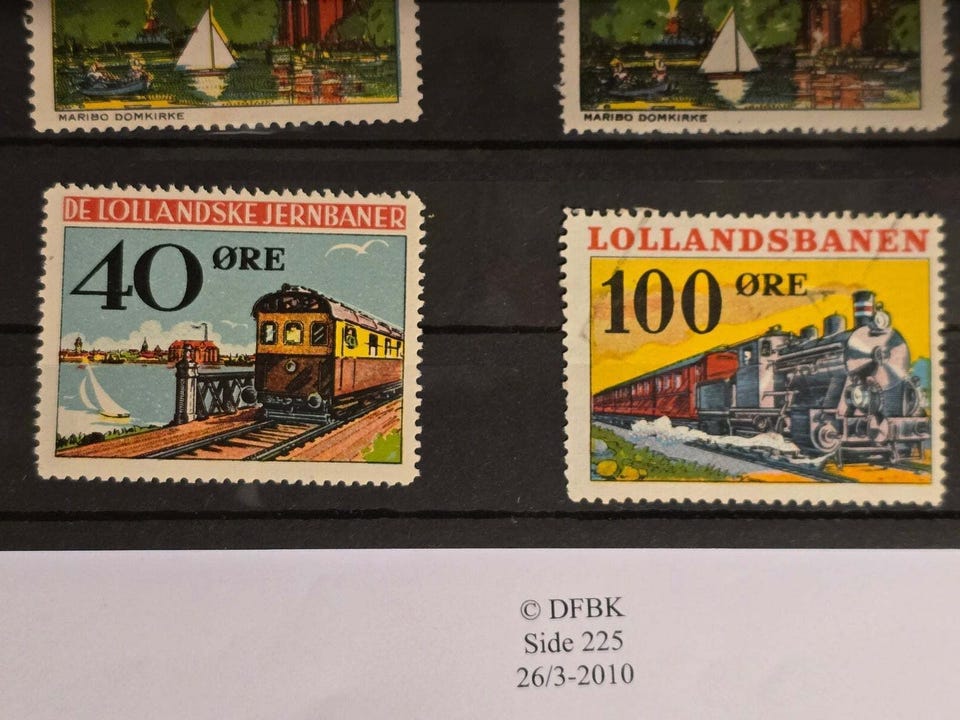 MARIBO DOMKIRKE
MARIBO DOMKIRKE
DE LOLLANDSKE JERNBANER
40 ØRE
LOLLANDSBANEN
100 ØRE
© DFBK
Side 225
26/3-2010